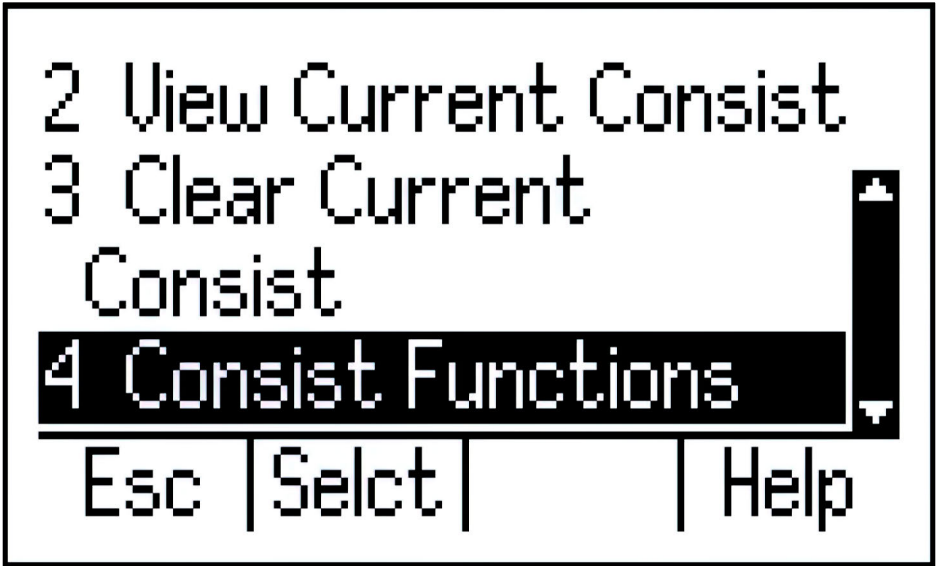 2 View Current Consist
3 Clear Current
Consist
4 Consist Functions
Esc Selct Help